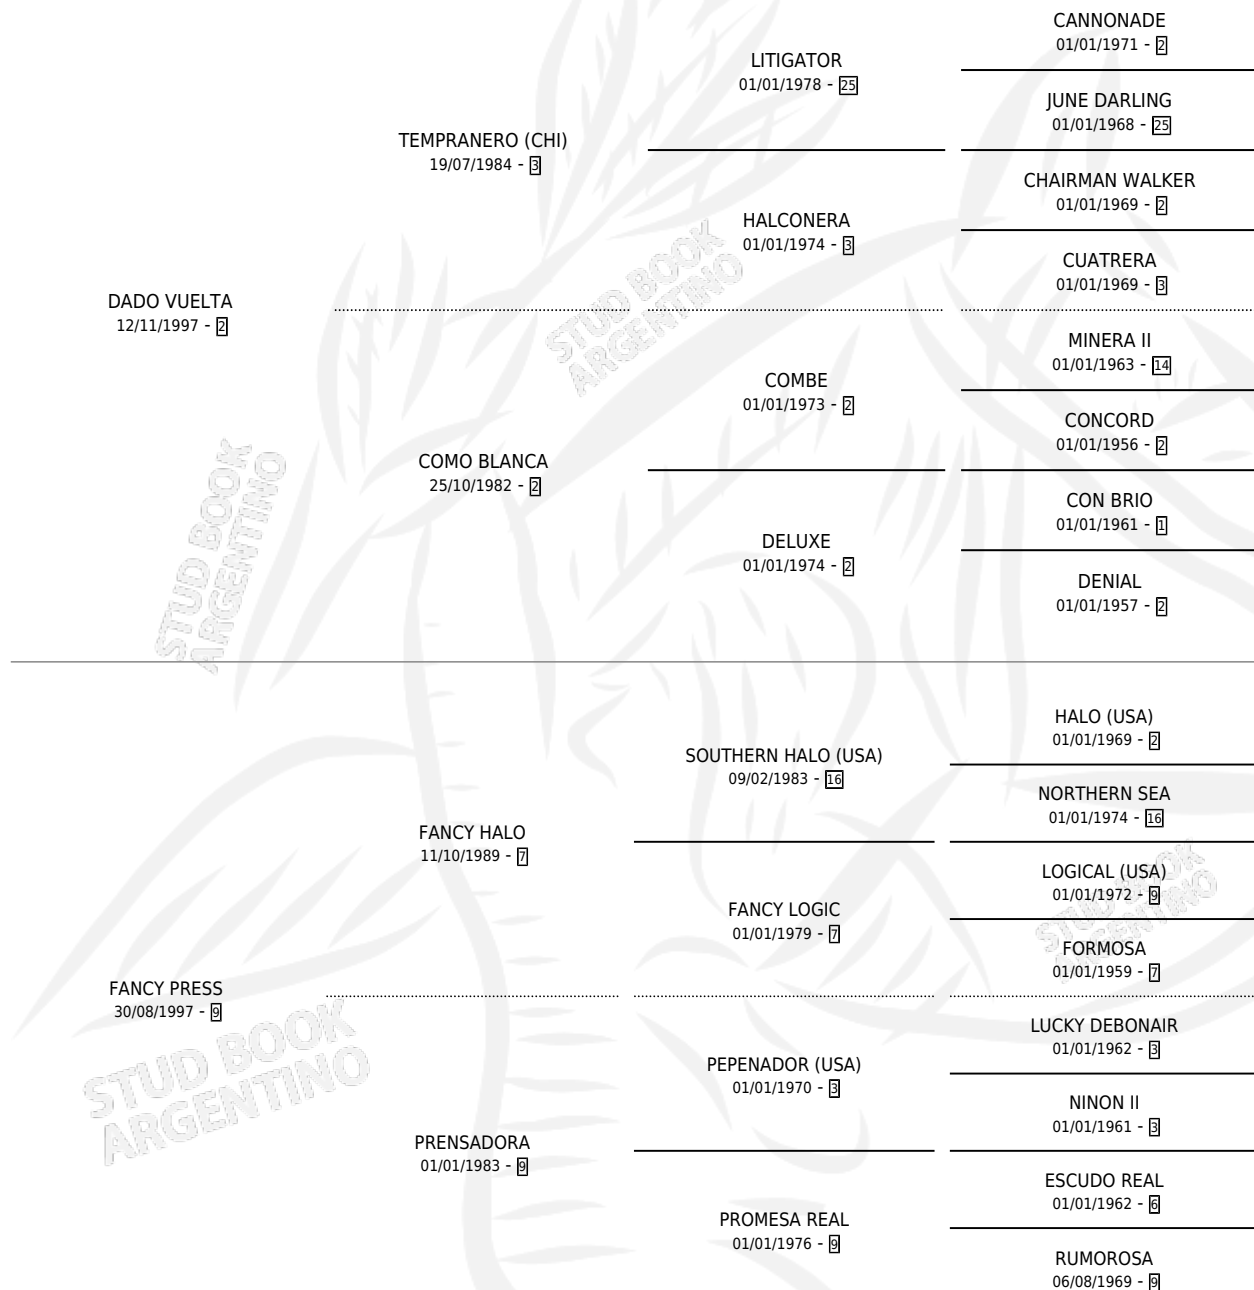 CANNONADE
01/01/1971 - 2
LITIGATOR
01/01/1978 - 25
JUNE DARLING
01/01/1968 - 25
TEMPRANERO (CHI)
19/07/1984 - 3
CHAIRMAN WALKER
01/01/1969 - 2
HALCONERA
01/01/1974 - 3
CUATRERA
01/01/1969 - 3
DADO VUELTA
12/11/1997 - 2
STUD BOOK
ARGENTINO
MINERA II
01/01/1963 - 14
COMBE
01/01/1973 - 2
CONCORD
01/01/1956 - 2
COMO BLANCA
25/10/1982 - 2
CON BRIO
01/01/1961 - 1
DELUXE
01/01/1974 - 2
DENIAL
01/01/1957 - 2
STUD BOOK
ARGENTINO
HALO (USA)
01/01/1969 - 2
SOUTHERN HALO (USA)
09/02/1983 - 16
NORTHERN SEA
01/01/1974 - 16
FANCY HALO
11/10/1989 - 7
LOGICAL (USA)
01/01/1972 - 9
FANCY LOGIC
01/01/1979 - 7
STUD BOOK
ARGENTINO
FORMOSA
01/01/1959 - 7
FANCY PRESS
30/08/1997 - 9
STUD BOOK
ARGENTINO
LUCKY DEBONAIR
01/01/1962 - 3
PEPENADOR (USA)
01/01/1970 - 3
NINON II
01/01/1961 - 3
PRENSADORA
01/01/1983 - 9
ESCUDO REAL
01/01/1962 - 6
PROMESA REAL
01/01/1976 - 9
RUMOROSA
06/08/1969 - 9